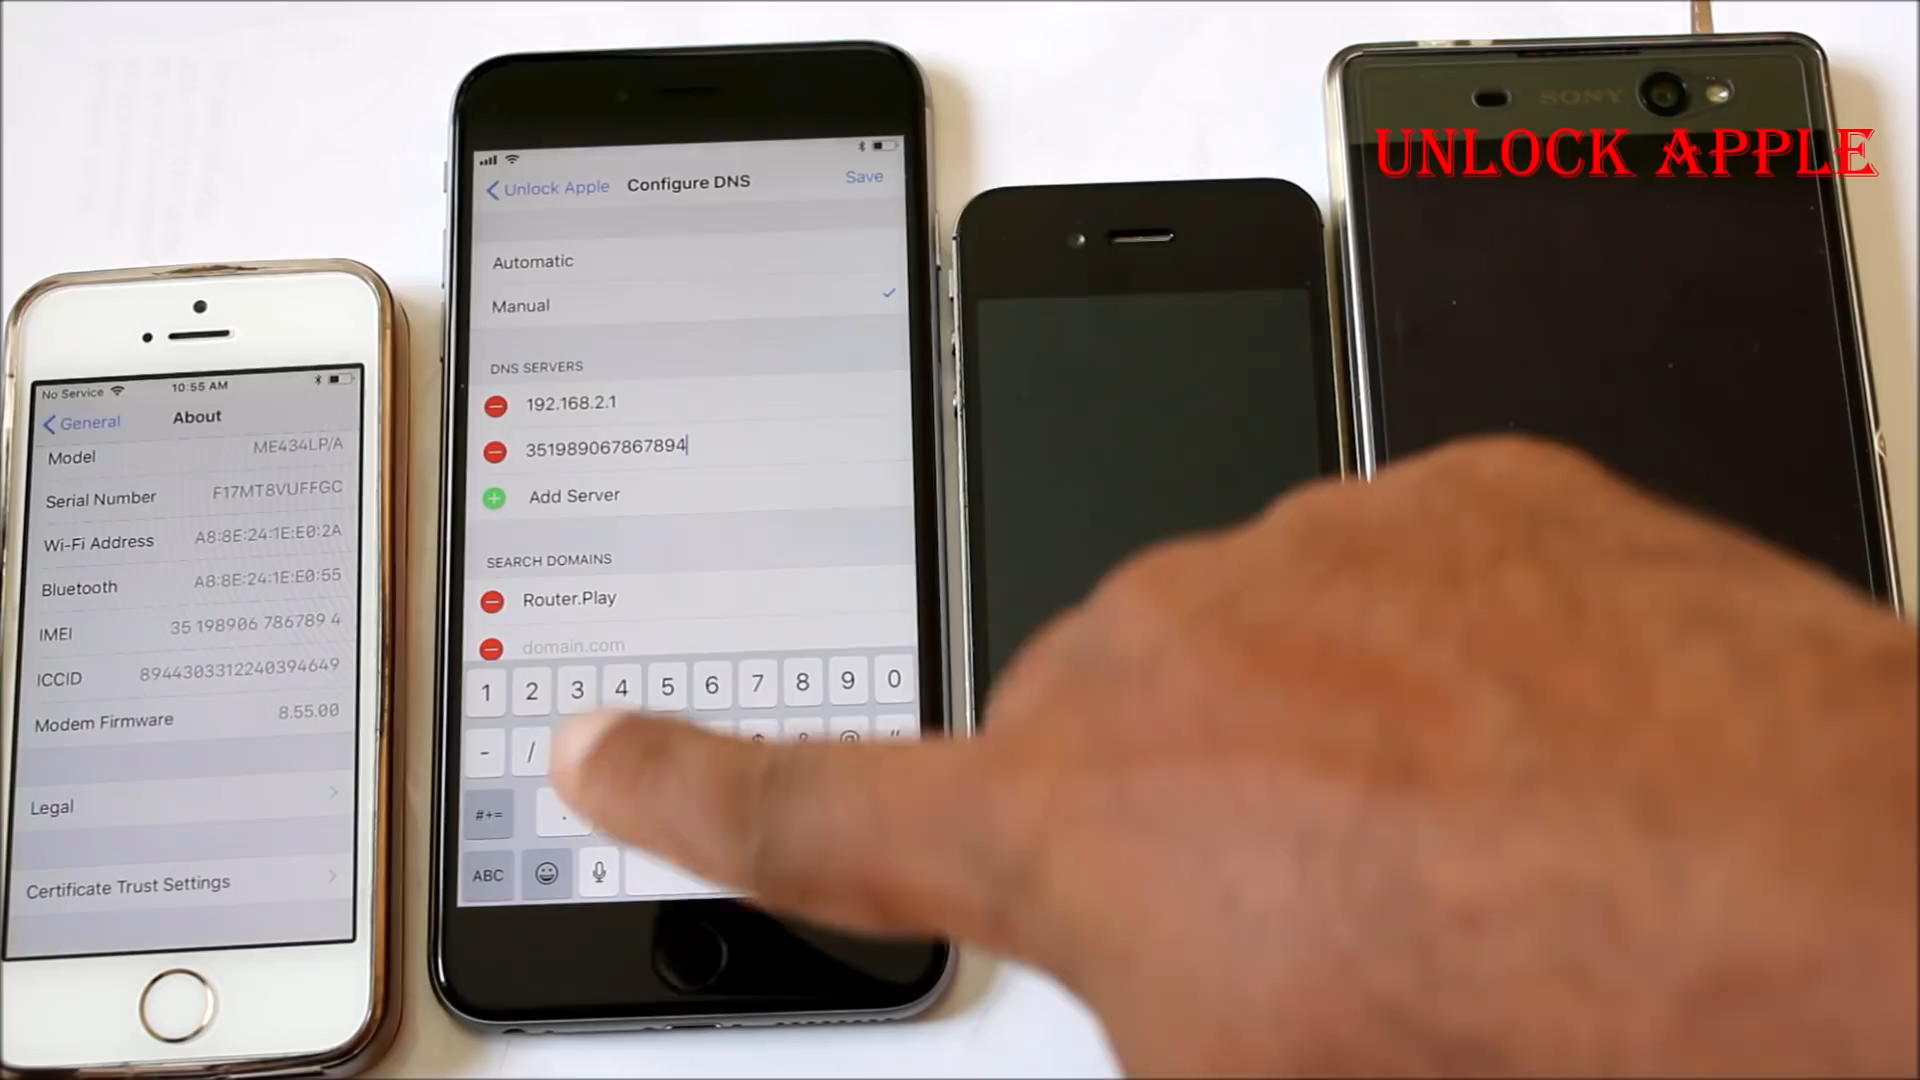 SONY
UNLOCK APPLE
No Service
10:55 AM
General
About
Model
ME434LP/A
Serial Number
F17MT8VUFFGC
Wi-Fi Address
A8:8E:24:1E:E0:2A
Bluetooth
A8:8E:24:1E:E0:55
IMEI
35 198906 786789 4
ICCID
8944303312240394649
Modem Firmware
8.55.00
Legal
Certificate Trust Settings
Unlock Apple
Configure DNS
Save
Automatic
Manual
DNS SERVERS
192.168.2.1
351989067867894
Add Server
SEARCH DOMAINS
Router.Play
domain.com
1 2 3 4 5 6 7 8 9 0
- / $ & @ "
#+= .
ABC